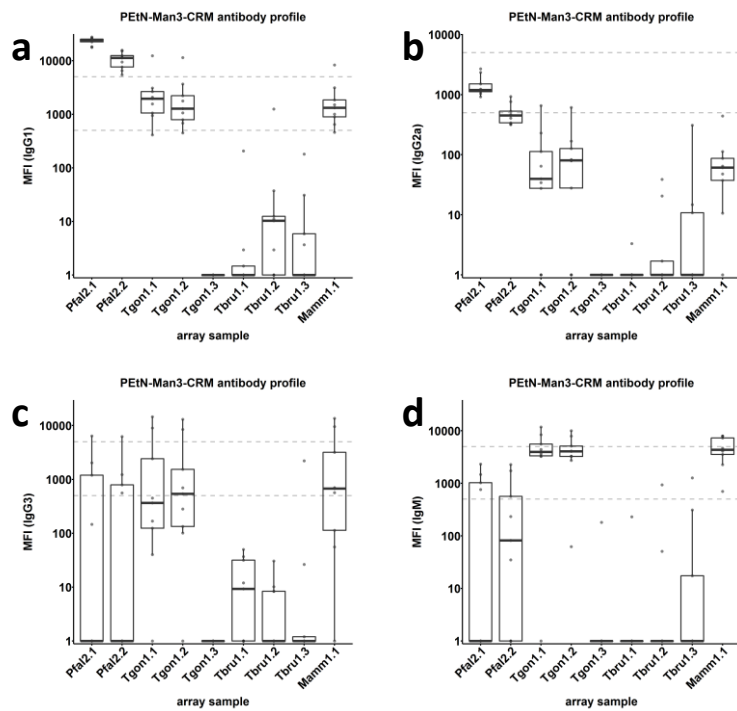 a
PEtN-Man3-CRM antibody profile
MFI (IgG1)
10000
1000
100
10
1
Pfal2.1
Pfal2.2
Tgon1.1
Tgon1.2
Tgon1.3
Tbru1.1
Tbru1.2
Tbru1.3
Mamm1.1
array sample
b
PEtN-Man3-CRM antibody profile
MFI (IgG2a)
1000
100
10
1
Pfal2.1
Pfal2.2
Tgon1.1
Tgon1.2
Tgon1.3
Tbru1.1
Tbru1.2
Tbru1.3
Mamm1.1
array sample
c
PEtN-Man3-CRM antibody profile
MFI (IgG3)
10000
1000
100
10
1
Pfal2.1
Pfal2.2
Tgon1.1
Tgon1.2
Tgon1.3
Tbru1.1
Tbru1.2
Tbru1.3
Mamm1.1
array sample
d
PEtN-Man3-CRM antibody profile
MFI (IgM)
10000
1000
100
10
1
Pfal2.1
Pfal2.2
Tgon1.1
Tgon1.2
Tgon1.3
Tbru1.1
Tbru1.2
Tbru1.3
Mamm1.1
array sample